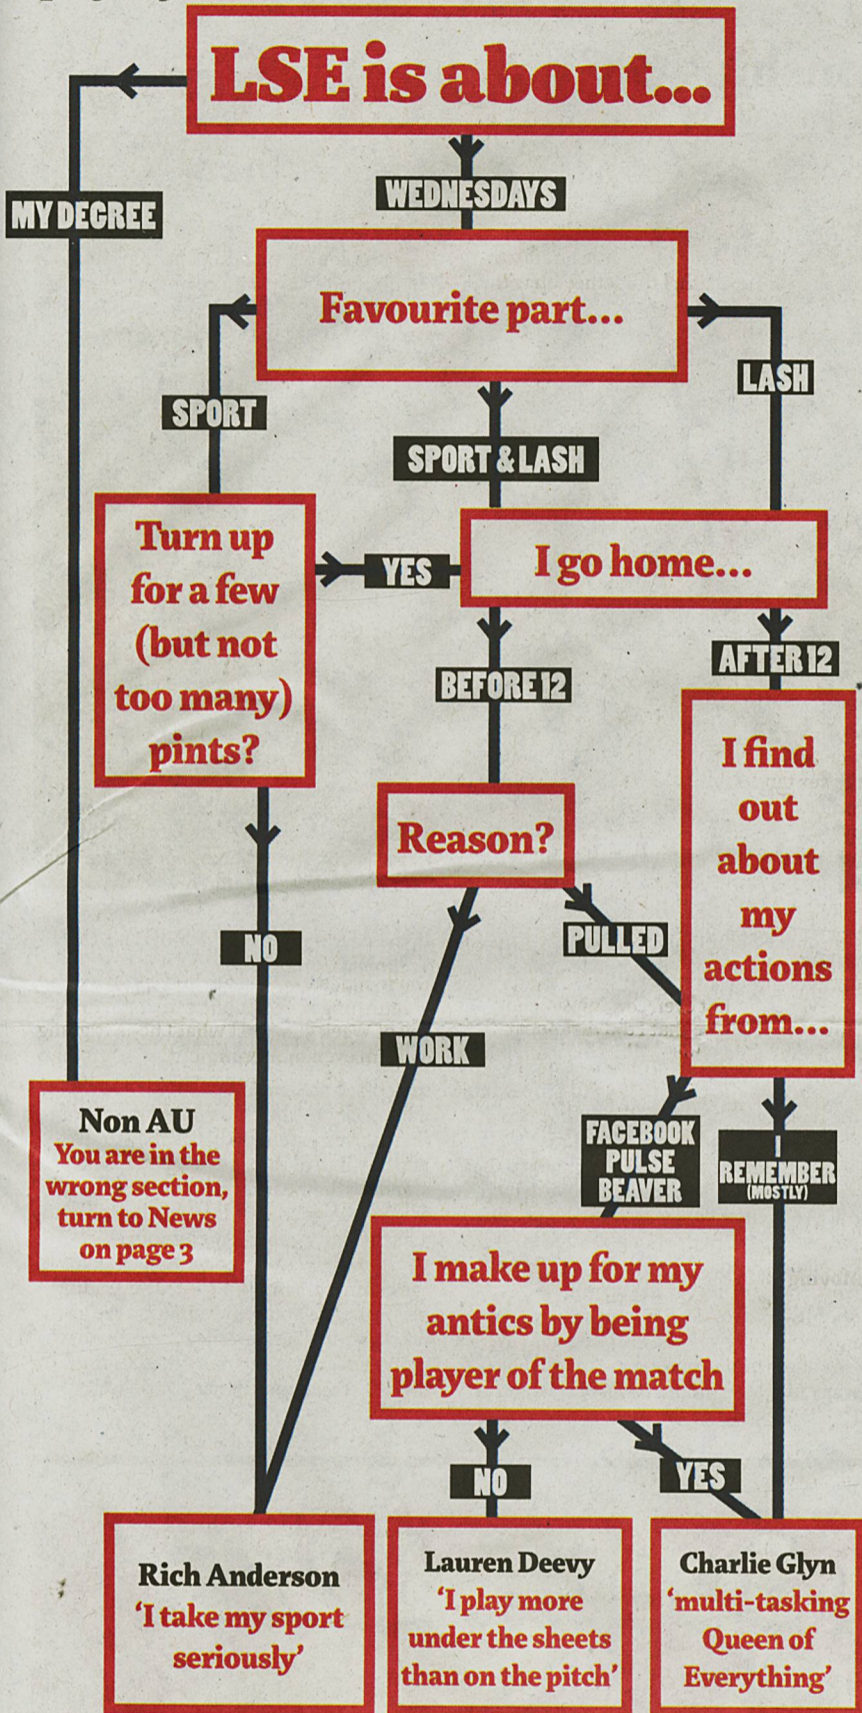 LSE is about...
MY DEGREE
WEDNESDAYS
Favourite part...
SPORT
SPORT & LASH
LASH
Turn up
for a few
(but not
too many)
pints?
YES
I go home...
BEFORE 12
AFTER 12
Reason?
I find
out
about
my
actions
from...
NO
PULLED
WORK
Non AU
You are in the
wrong section,
turn to News
on page 3
FACEBOOK
PULSE
BEAVER
I
REMEMBER
(MOSTLY)
I make up for my
antics by being
player of the match
NO
YES
Rich Anderson
'I take my sport
seriously'
Lauren Deevy
'I play more
under the sheets
than on the pitch'
Charlie Glyn
'multi-tasking
Queen of
Everything'